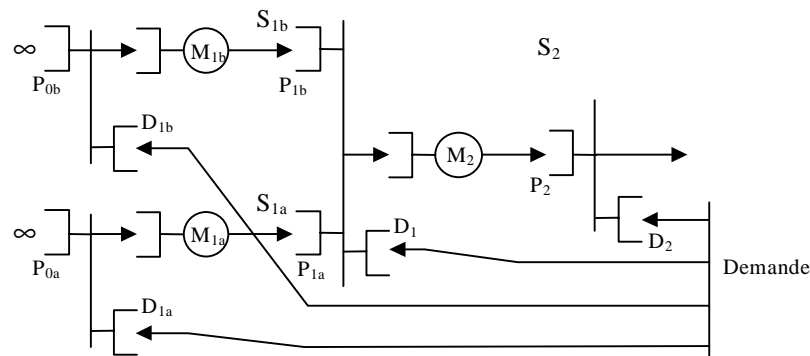 S1b
S2
∞
M1b
P0b
P1b
D1b
M2
P2
S1a
∞
M1a
D1
D2
P0a
P1a
Demande
D1a